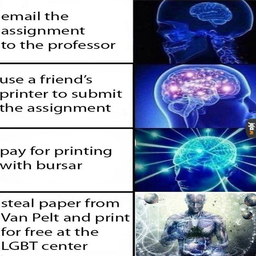 email the
assignment
to the professor
use a friend's
printer to submit
the assignment
pay for printing
with bursar
steal paper from
Van Pelt and print
for free at the
LGBT center